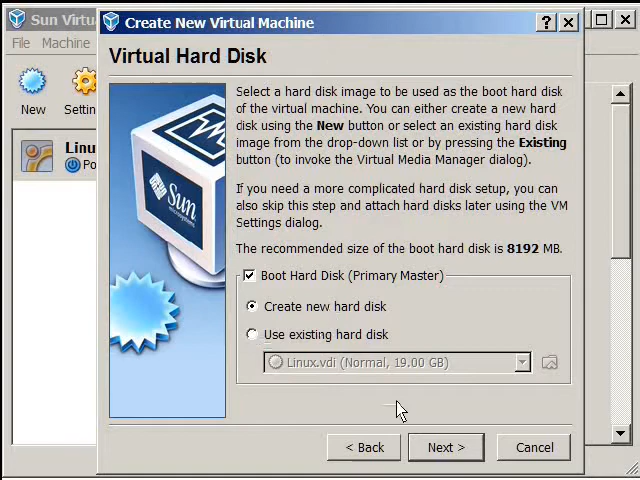 Sun Virtu
Create New Virtual Machine
File Machine
Virtual Hard Disk
New
Settin
Linu
Po
Sun
microsystems
Select a hard disk image to be used as the boot hard disk
of the virtual machine. You can either create a new hard
disk using the New button or select an existing hard disk
image from the drop-down list or by pressing the Existing
button (to invoke the Virtual Media Manager dialog).
If you need a more complicated hard disk setup, you can
also skip this step and attach hard disks later using the VM
Settings dialog.
The recommended size of the boot hard disk is 8192 MB.
Boot Hard Disk (Primary Master)
Create new hard disk
Use existing hard disk
Linux.vdi (Normal, 19.00 GB)
< Back
Next >
Cancel